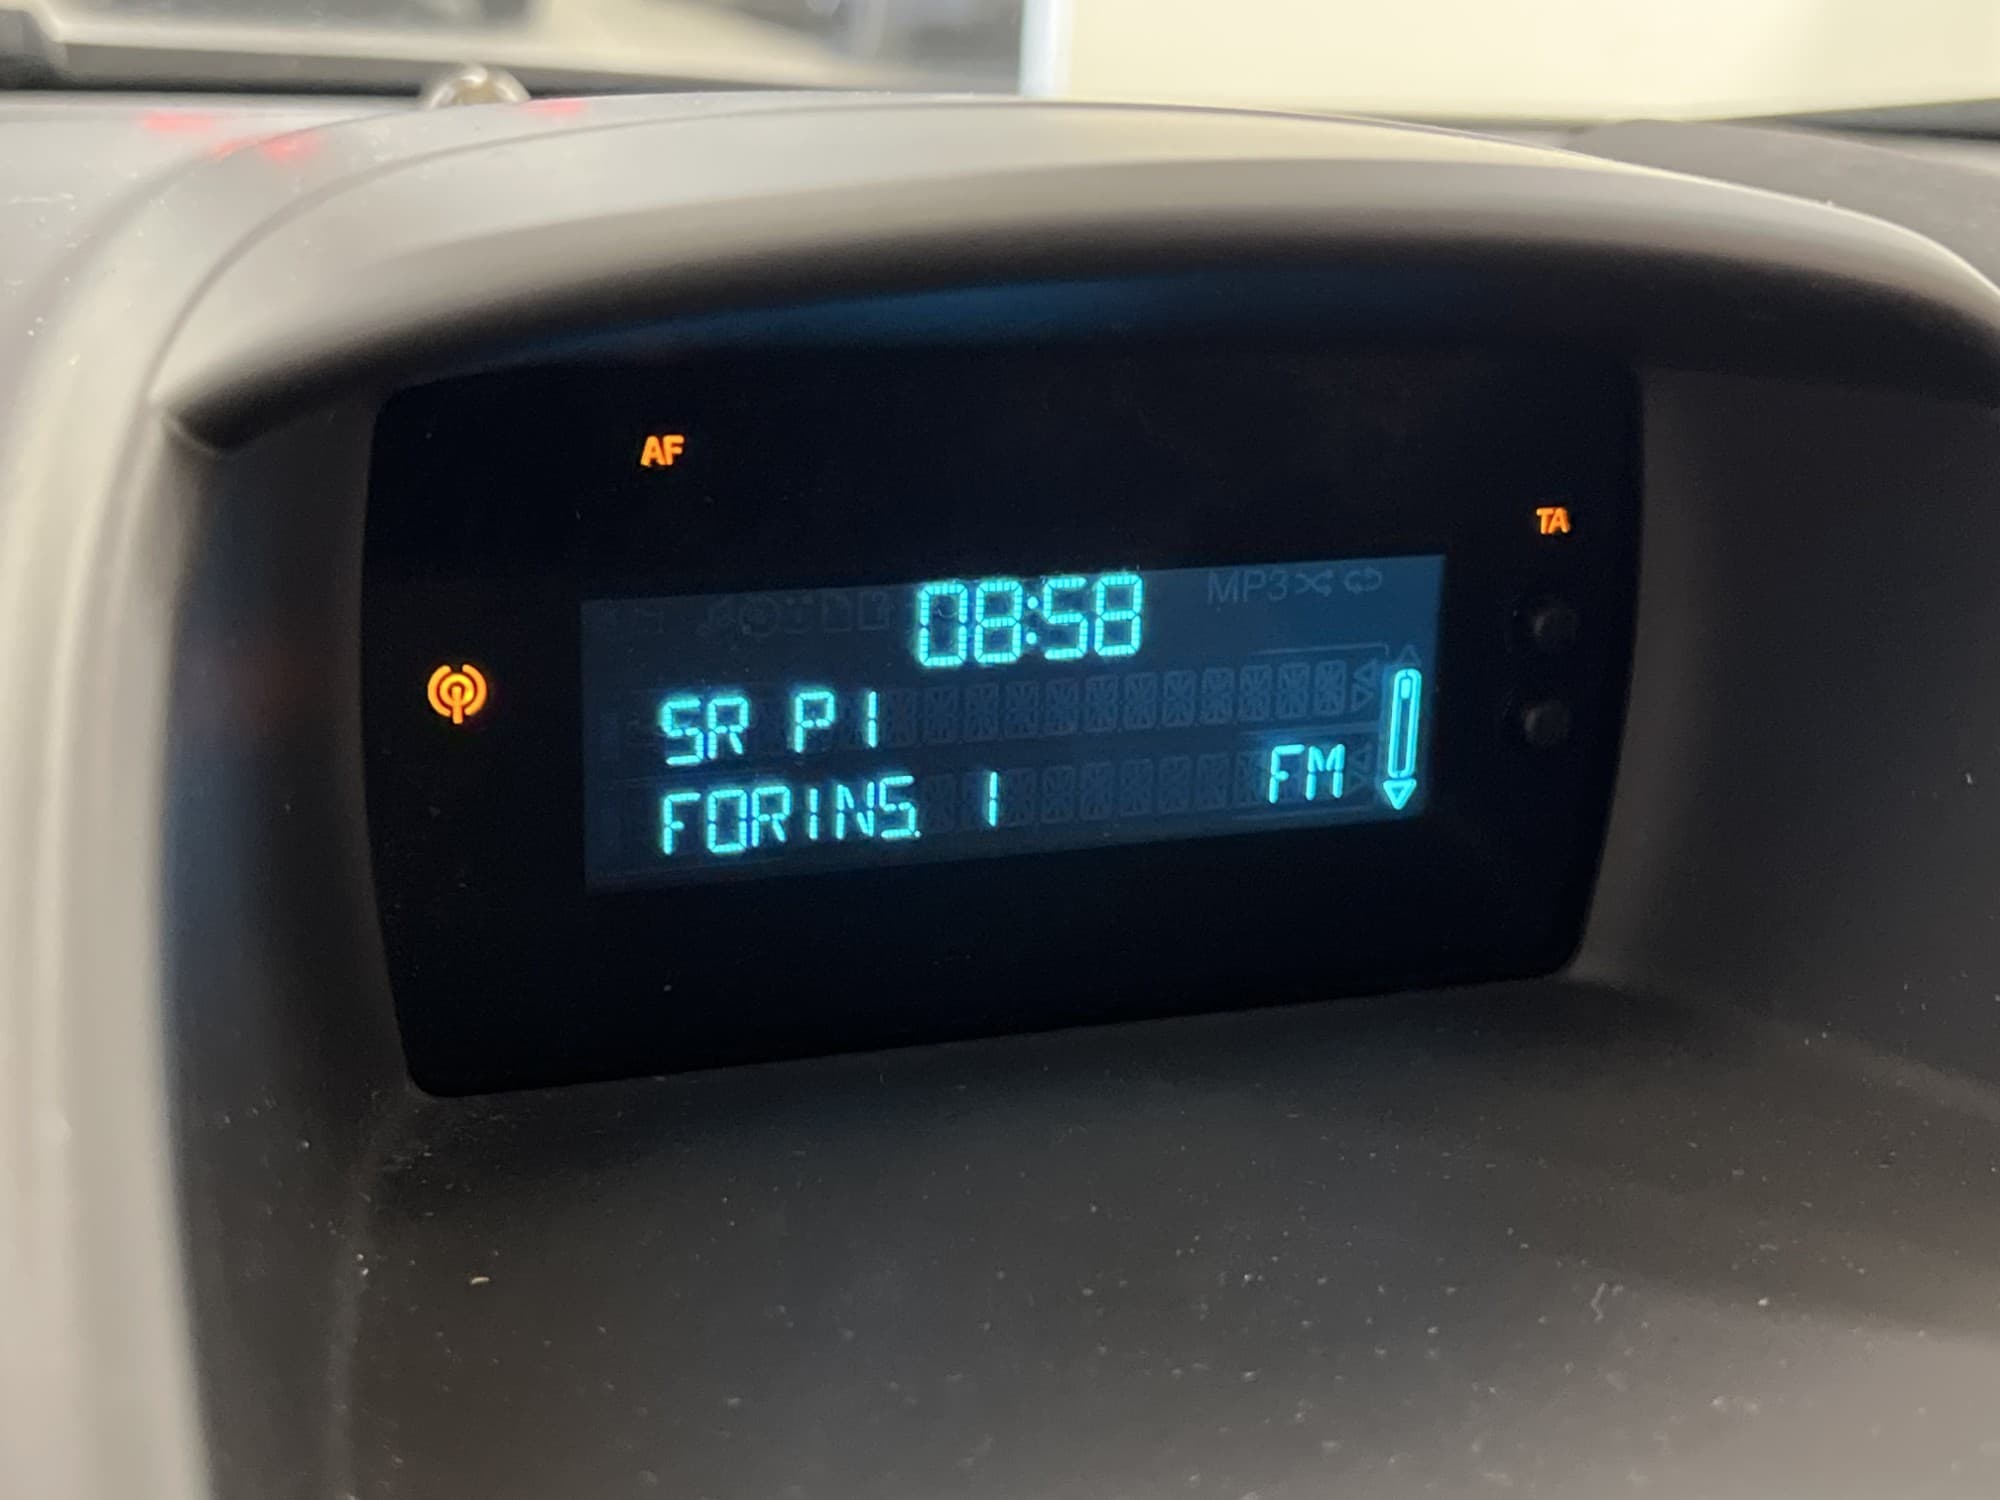 AF
TA
08:58
MP3
SR P1
FORINS. 1 FM